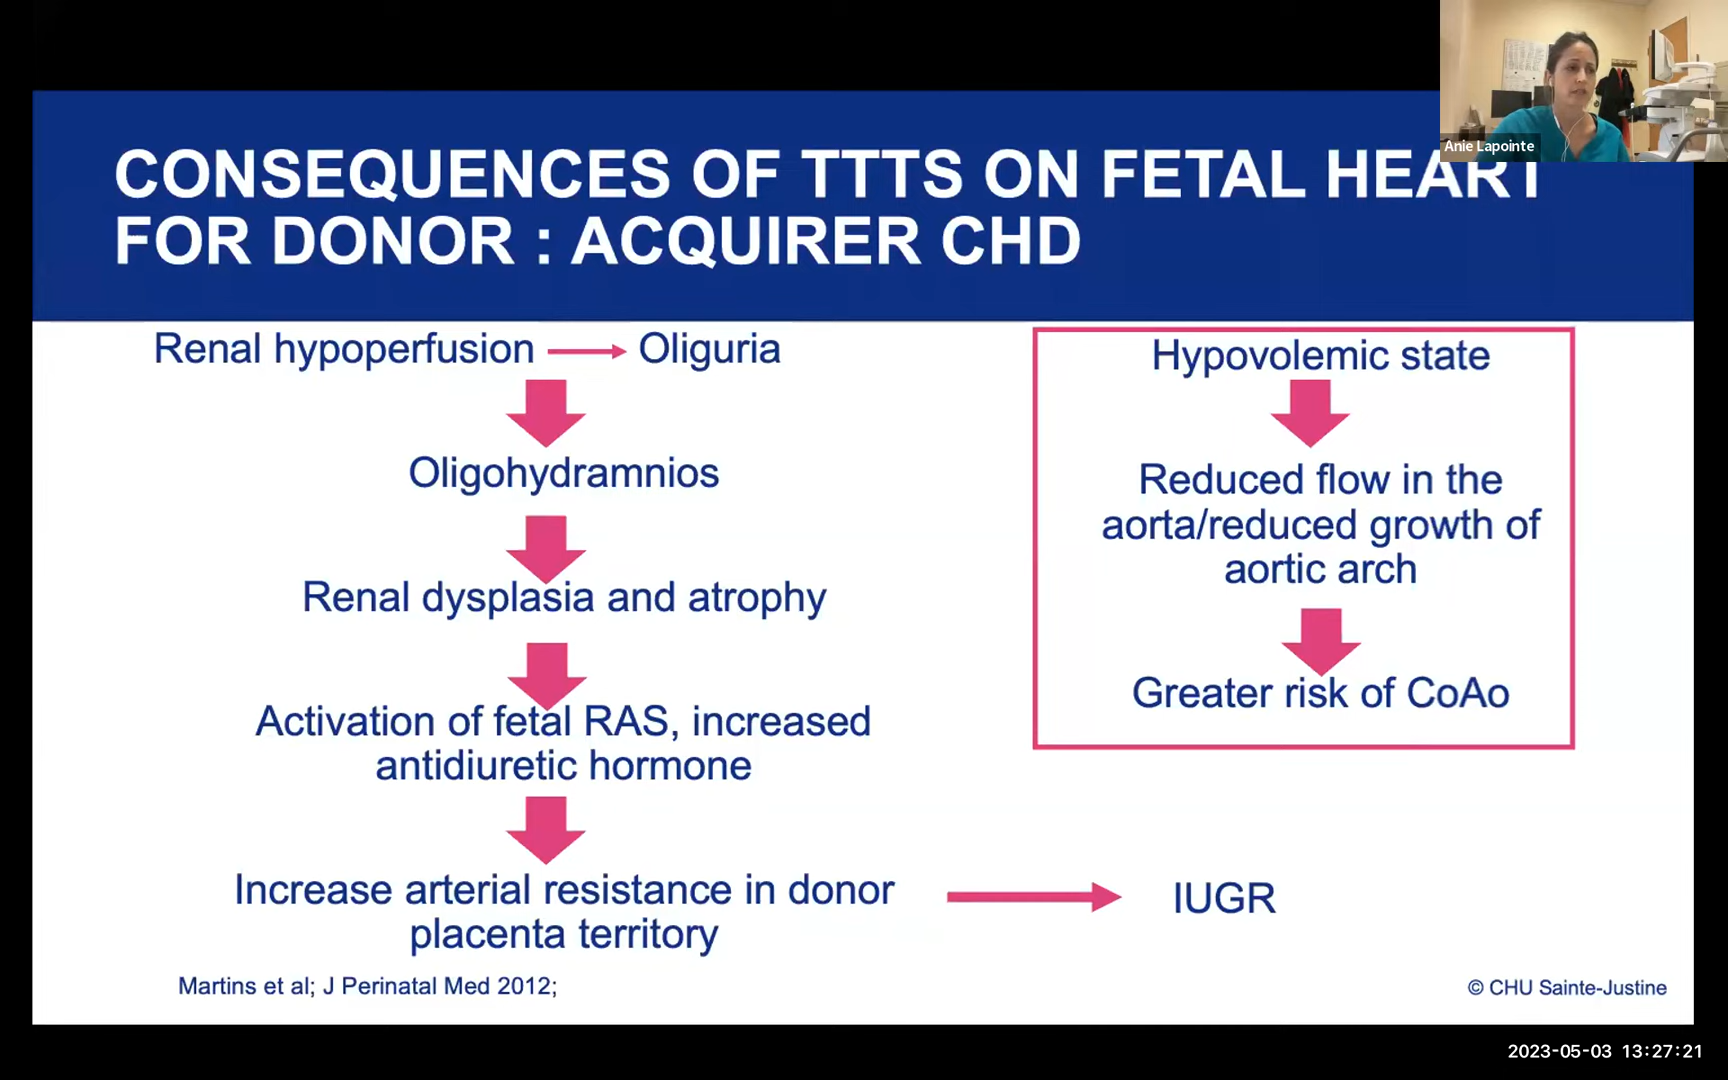 Anie Lapointe
CONSEQUENCES OF TTTS ON FETAL HEART
FOR DONOR : ACQUIRER CHD
Renal hypoperfusion
Oliguria
Oligohydramnios
Renal dysplasia and atrophy
Activation of fetal RAS, increased
antidiuretic hormone
Increase arterial resistance in donor
placenta territory
IUGR
Hypovolemic state
Reduced flow in the
aorta/reduced growth of
aortic arch
Greater risk of CoAo
Martins et al; J Perinatal Med 2012;
© CHU Sainte-Justine
2023-05-03 13:27:21